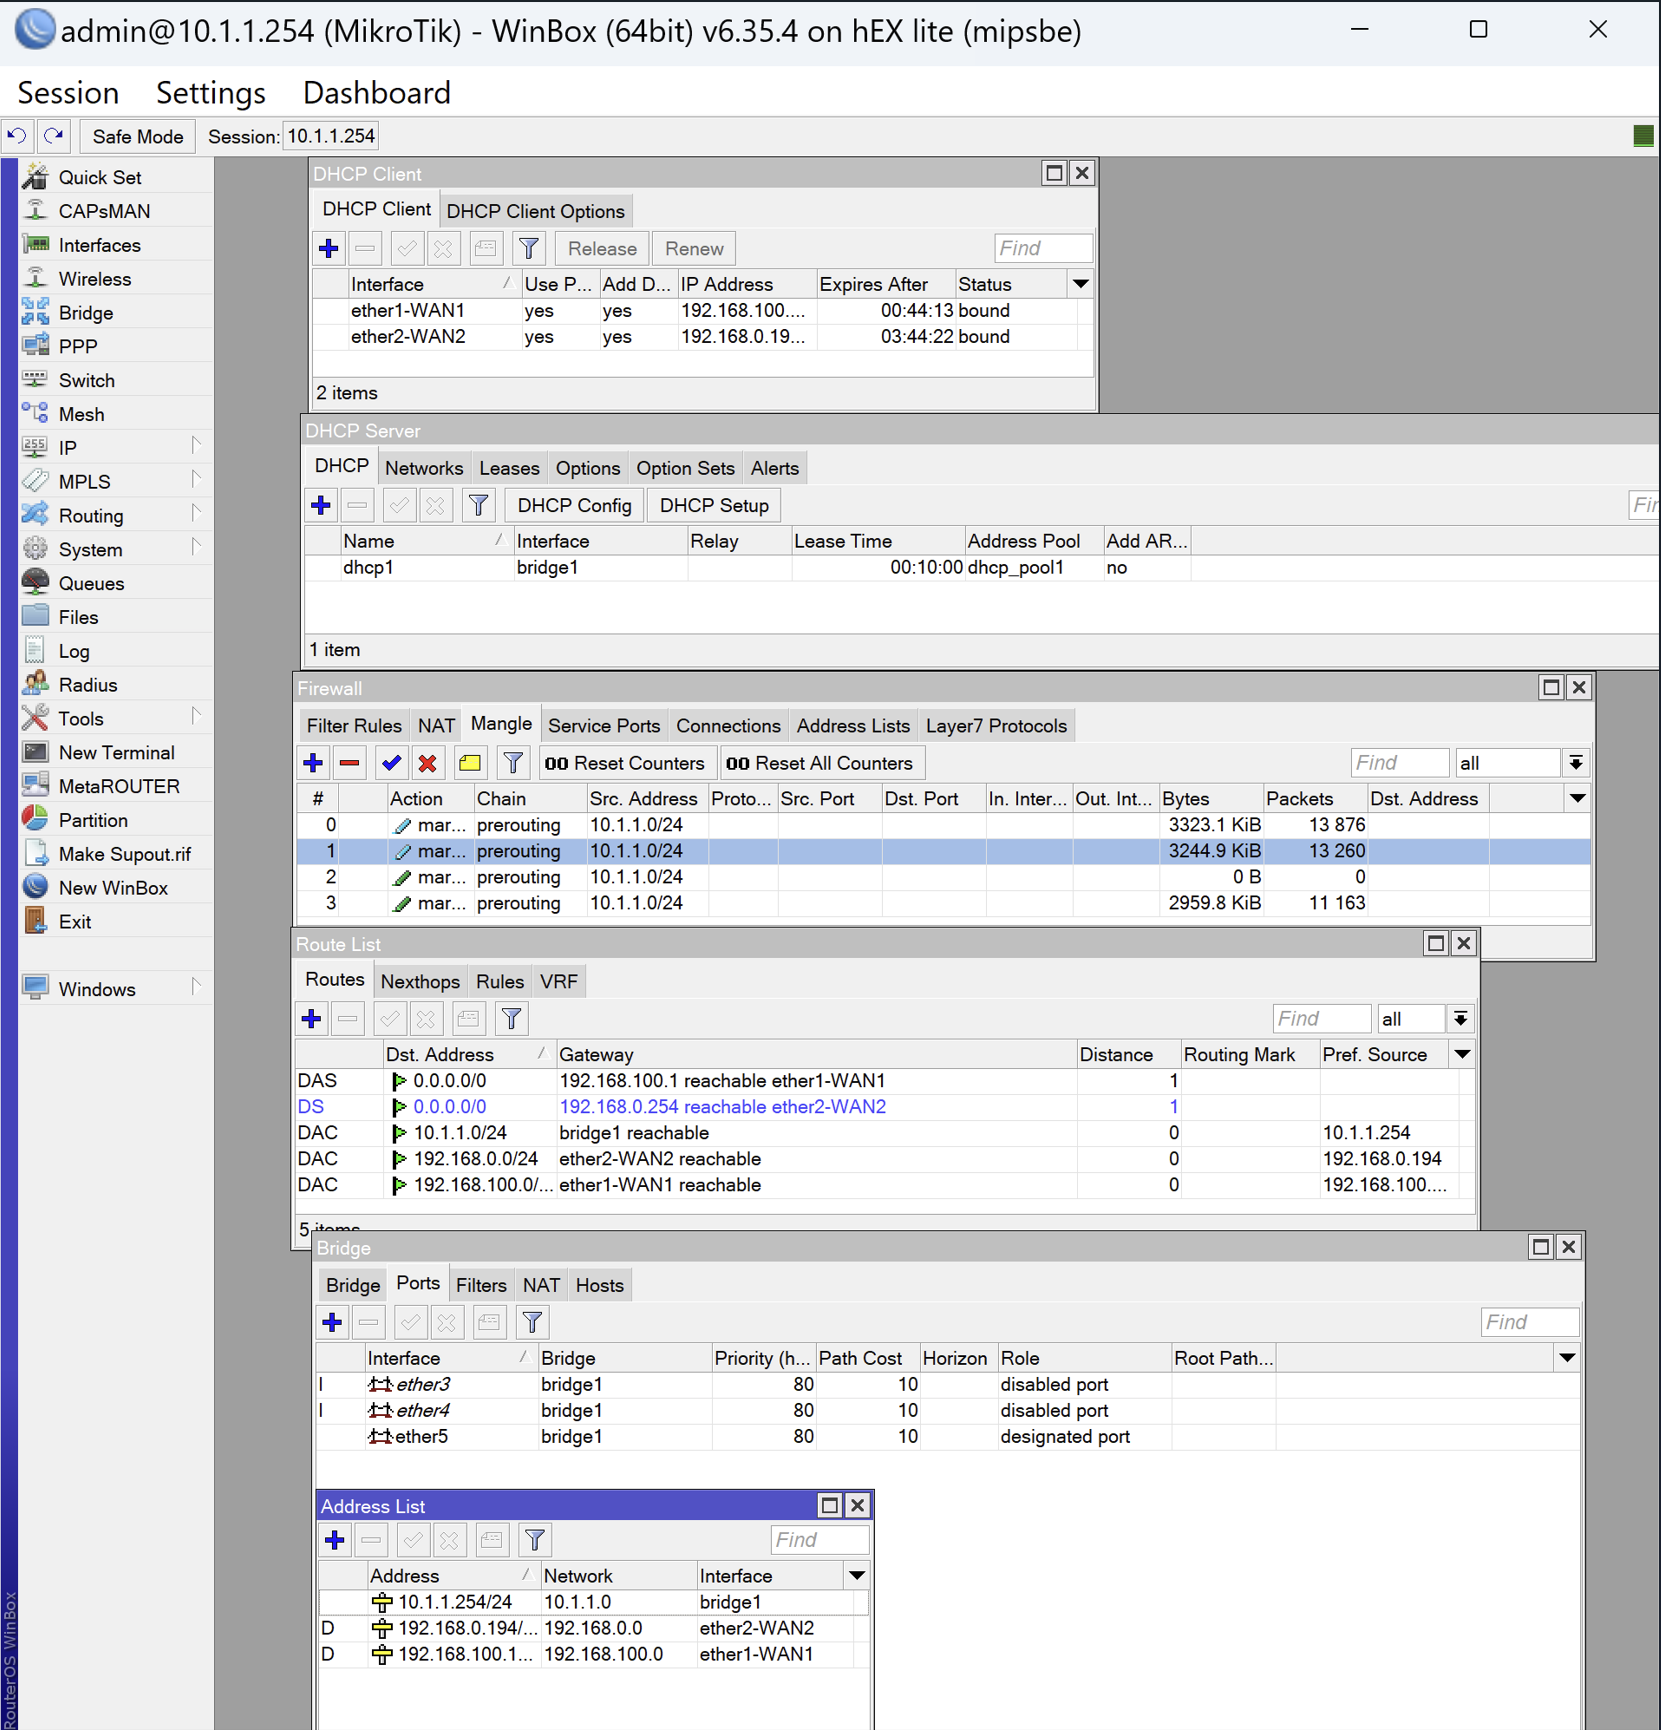 admin@10.1.1.254 (MikroTik) - WinBox (64bit) v6.35.4 on hEX lite (mipsbe)
Session Settings Dashboard
Safe Mode Session: 10.1.1.254
Quick Set
CAPsMAN
Interfaces
Wireless
Bridge
PPP
Switch
Mesh
IP
MPLS
Routing
System
Queues
Files
Log
Radius
Tools
New Terminal
MetaROUTER
Partition
Make Supout.rif
New WinBox
Exit
Windows
RouterOS WinBox
DHCP Client
DHCP Client DHCP Client Options
Release Renew Find
Interface Use P... Add D... IP Address Expires After Status
ether1-WAN1 yes yes 192.168.100.... 00:44:13 bound
ether2-WAN2 yes yes 192.168.0.19... 03:44:22 bound
2 items
DHCP Server
DHCP Networks Leases Options Option Sets Alerts
DHCP Config DHCP Setup Fir
Name Interface Relay Lease Time Address Pool Add AR...
dhcp1 bridge1 00:10:00 dhcp_pool1 no
1 item
Firewall
Filter Rules NAT Mangle Service Ports Connections Address Lists Layer7 Protocols
00 Reset Counters 00 Reset All Counters Find all
# Action Chain Src. Address Proto... Src. Port Dst. Port In. Inter... Out. Int... Bytes Packets Dst. Address
0 mar... prerouting 10.1.1.0/24 3323.1 KiB 13 876
1 mar... prerouting 10.1.1.0/24 3244.9 KiB 13 260
2 mar... prerouting 10.1.1.0/24 0 B 0
3 mar... prerouting 10.1.1.0/24 2959.8 KiB 11 163
Route List
Routes Nexthops Rules VRF
Find all
Dst. Address Gateway Distance Routing Mark Pref. Source
DAS 0.0.0.0/0 192.168.100.1 reachable ether1-WAN1 1
DS 0.0.0.0/0 192.168.0.254 reachable ether2-WAN2 1
DAC 10.1.1.0/24 bridge1 reachable 0 10.1.1.254
DAC 192.168.0.0/24 ether2-WAN2 reachable 0 192.168.0.194
DAC 192.168.100.0/... ether1-WAN1 reachable 0 192.168.100....
5 items
Bridge
Bridge Ports Filters NAT Hosts
Find
Interface Bridge Priority (h... Path Cost Horizon Role Root Path...
I ether3 bridge1 80 10 disabled port
I ether4 bridge1 80 10 disabled port
ether5 bridge1 80 10 designated port
Address List
Find
Address Network Interface
10.1.1.254/24 10.1.1.0 bridge1
D 192.168.0.194/... 192.168.0.0 ether2-WAN2
D 192.168.100.1... 192.168.100.0 ether1-WAN1